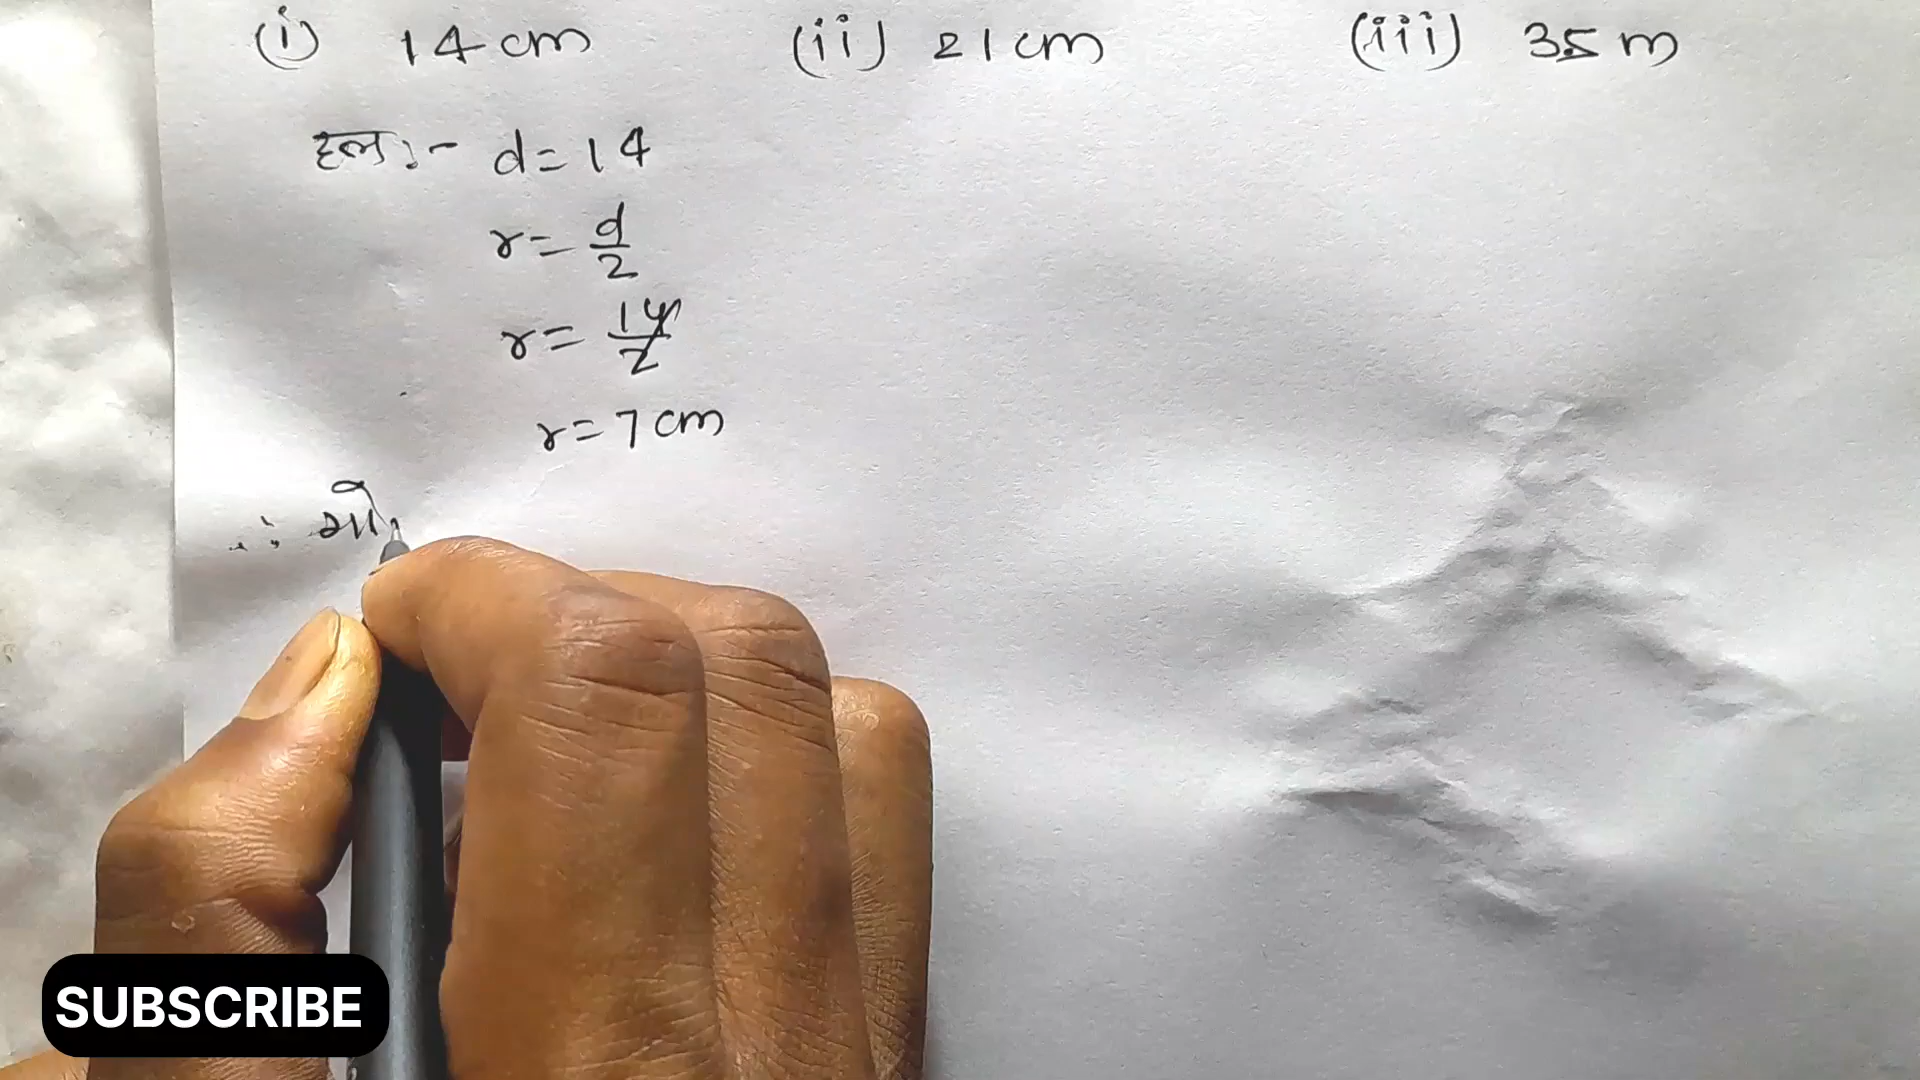 (i) 14 cm (ii) 21 cm (iii) 35 m
हल:- d = 14
r = d/2
r = 14/2
r = 7 cm
∴ गो
SUBSCRIBE